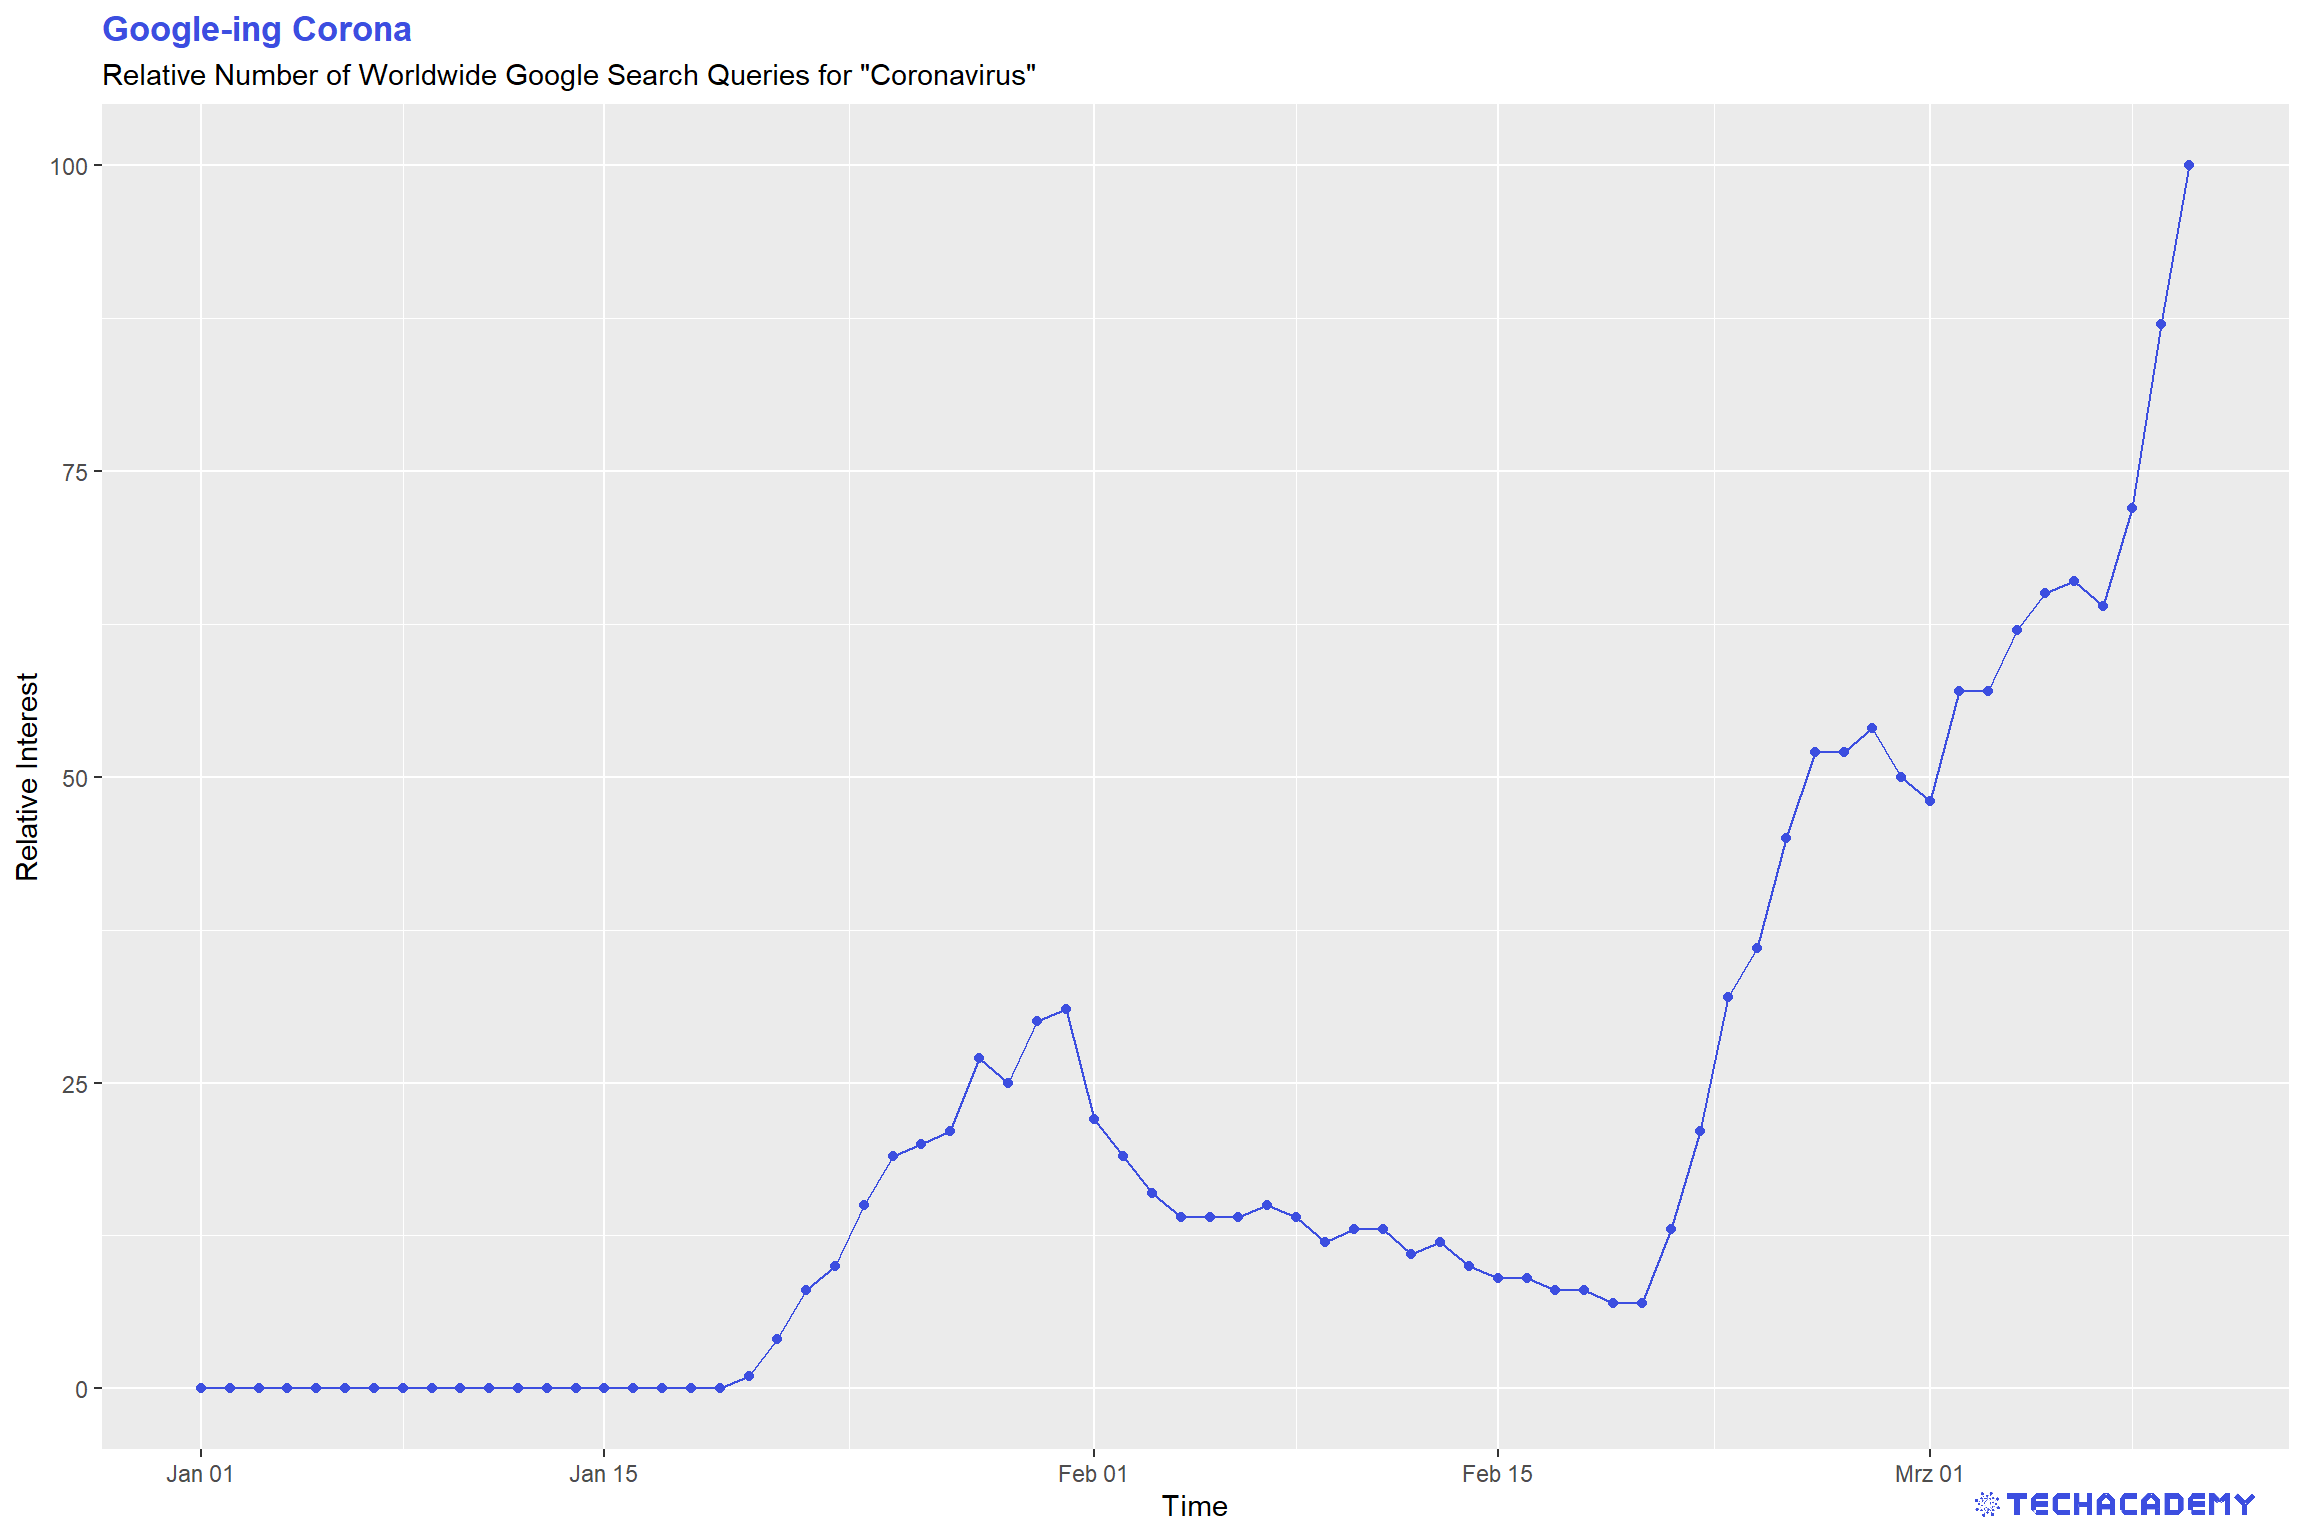 Google-ing Corona
Relative Number of Worldwide Google Search Queries for "Coronavirus"
Relative Interest
100
75
50
25
0
Jan 01
Jan 15
Feb 01
Feb 15
Mrz 01
Time
TECHACADEMY